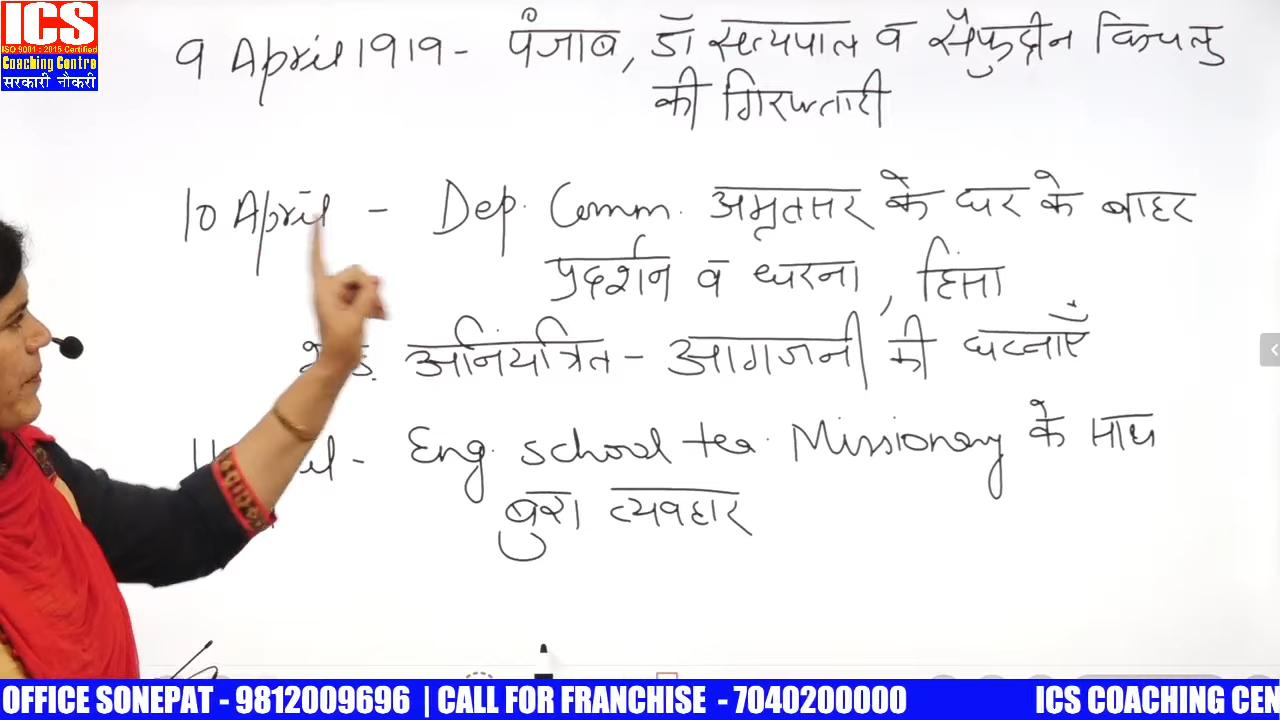 ICS
ISO 9001 : 2015 Certified
Coaching Centre
सरकारी नौकरी
9 April 1919 - पंजाब, डॉ सत्यपाल व सैफुद्दीन किचलु
की गिरफ्तारी
10 April - Dep. Comm. अमृतसर के घर के बाहर
प्रदर्शन व धरना, हिंसा
अनियंत्रित - आगजनी की घटनाएँ
Eng. school tea. Missionary के साथ
बुरा व्यवहार
OFFICE SONEPAT - 9812009696 | CALL FOR FRANCHISE - 7040200000 ICS COACHING CEN